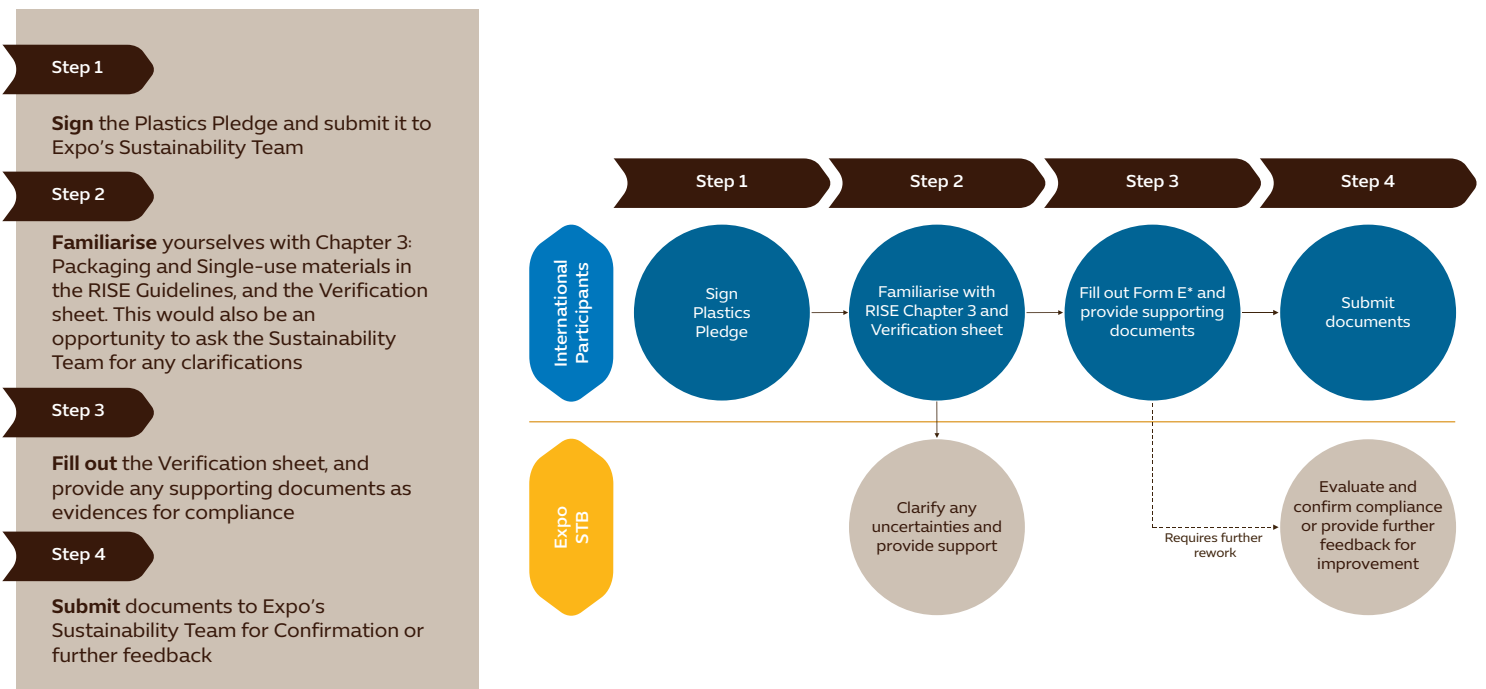 Step 1
Sign the Plastics Pledge and submit it to
Expo's Sustainability Team
Step 2
Familiarise yourselves with Chapter 3:
Packaging and Single-use materials in
the RISE Guidelines, and the Verification
sheet. This would also be an
opportunity to ask the Sustainability
Team for any clarifications
Step 3
Fill out the Verification sheet, and
provide any supporting documents as
evidences for compliance
Step 4
Submit documents to Expo's
Sustainability Team for Confirmation or
further feedback
Step 1
Step 2
Step 3
Step 4
International
Participants
Sign
Plastics
Pledge
Familiarise with
RISE Chapter 3 and
Verification sheet
Fill out Form E* and
provide supporting
documents
Submit
documents
Expo
STB
Clarify any
uncertainties and
provide support
Requires further
rework
Evaluate and
confirm compliance
or provide further
feedback for
improvement